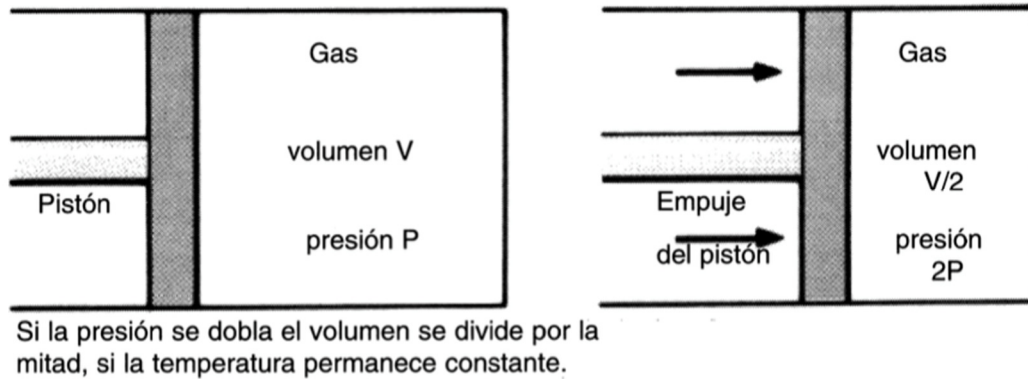 Gas
volumen V
Pistón
presión P
Gas
volumen
V/2
Empuje
del pistón
presión
2P
Si la presión se dobla el volumen se divide por la
mitad, si la temperatura permanece constante.